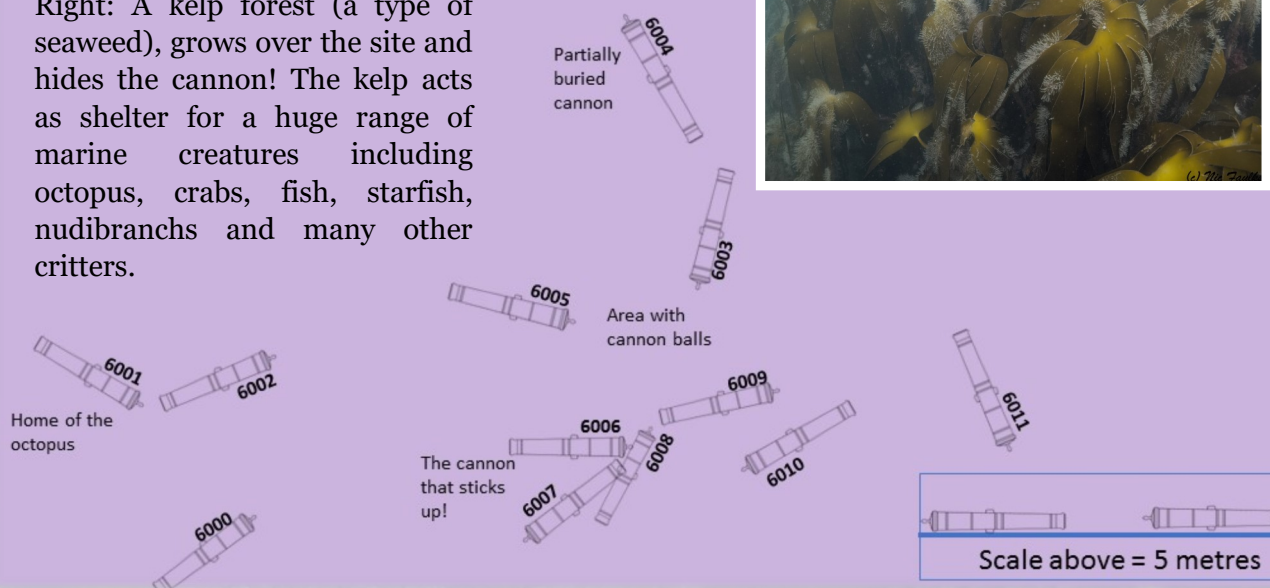 Right: A kelp forest (a type of
seaweed), grows over the site and
hides the cannon! The kelp acts
as shelter for a huge range of
marine creatures including
octopus, crabs, fish, starfish,
nudibranchs and many other
critters.
Partially
buried
cannon
6004
6003
6005
Area with
cannon balls
6001
6002
Home of the
octopus
6009
6011
6006
6008
6010
The cannon
that sticks
up!
6007
6000
Scale above = 5 metres